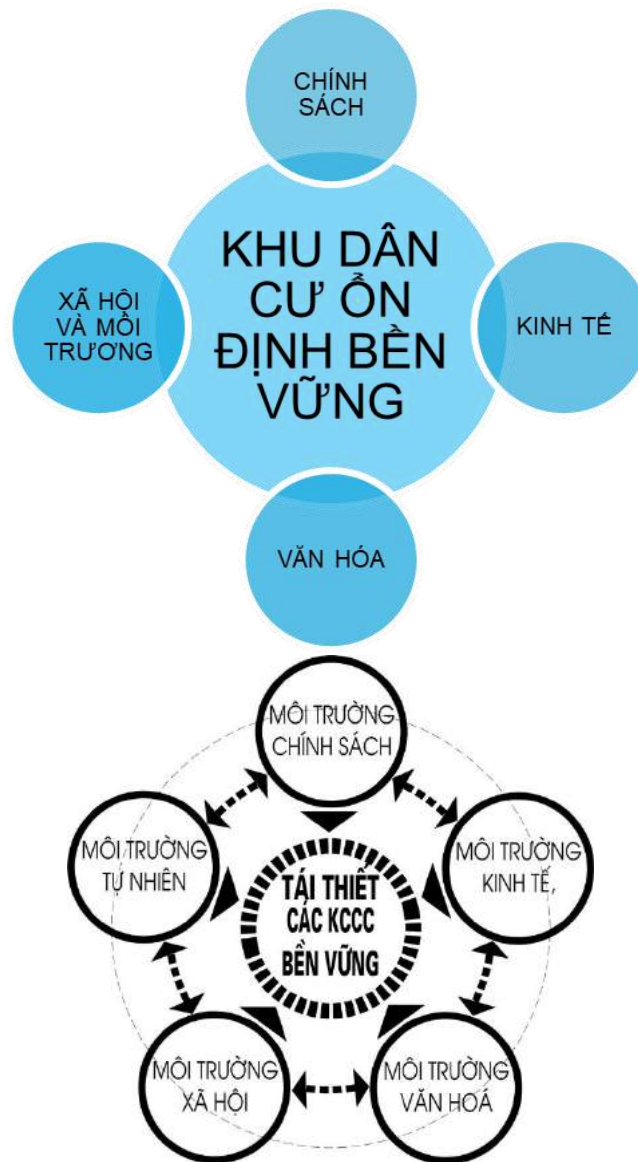 CHÍNH
SÁCH
KHU DÂN
CƯ ỔN
ĐỊNH BỀN
VỮNG
XÃ HỘI
VÀ MÔI
TRƯƠNG
KINH TẾ
VĂN HÓA
MÔI TRƯỜNG
CHÍNH SÁCH
MÔI TRƯỜNG
TỰ NHIÊN
MÔI TRƯỜNG
KINH TẾ,
TÁI THIẾT
CÁC KCCC
BỀN VỮNG
MÔI TRƯỜNG
XÃ HỘI
MÔI TRƯỜNG
VĂN HOÁ